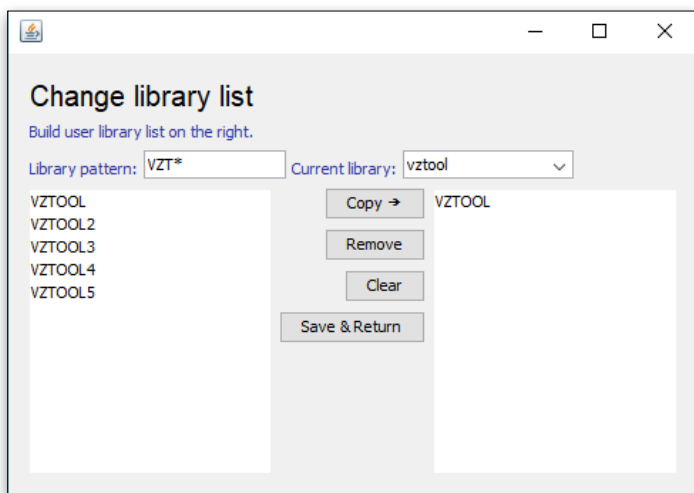 Change library list
Build user library list on the right.
Library pattern: VZT* Current library: vztool
VZTOOL
VZTOOL2
VZTOOL3
VZTOOL4
VZTOOL5
Copy →
Remove
Clear
Save & Return
VZTOOL